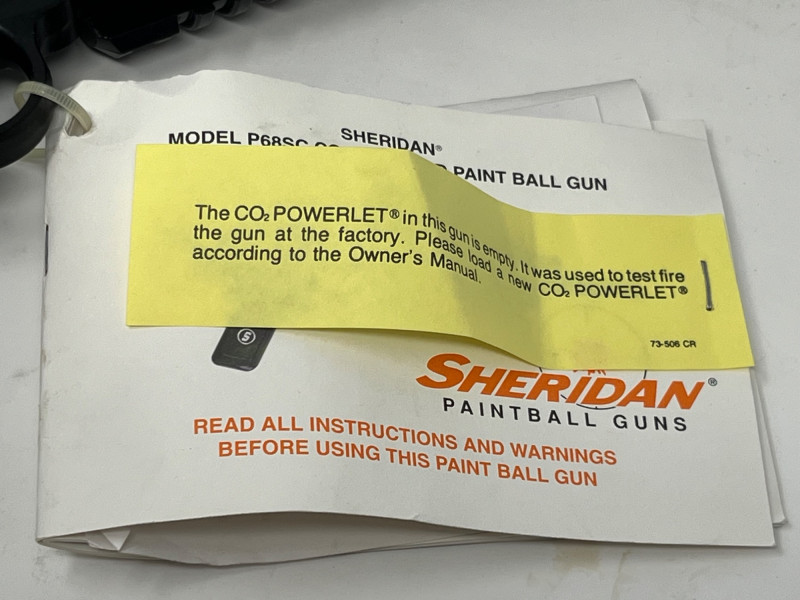 SHERIDAN®
MODEL P68SC
PAINT BALL GUN
The CO₂ POWERLET® in this gun is empty. It was used to test fire
the gun at the factory. Please load a new CO₂ POWERLET®
according to the Owner's Manual.
73-506 CR
S
SHERIDAN®
PAINTBALL GUNS
READ ALL INSTRUCTIONS AND WARNINGS
BEFORE USING THIS PAINT BALL GUN